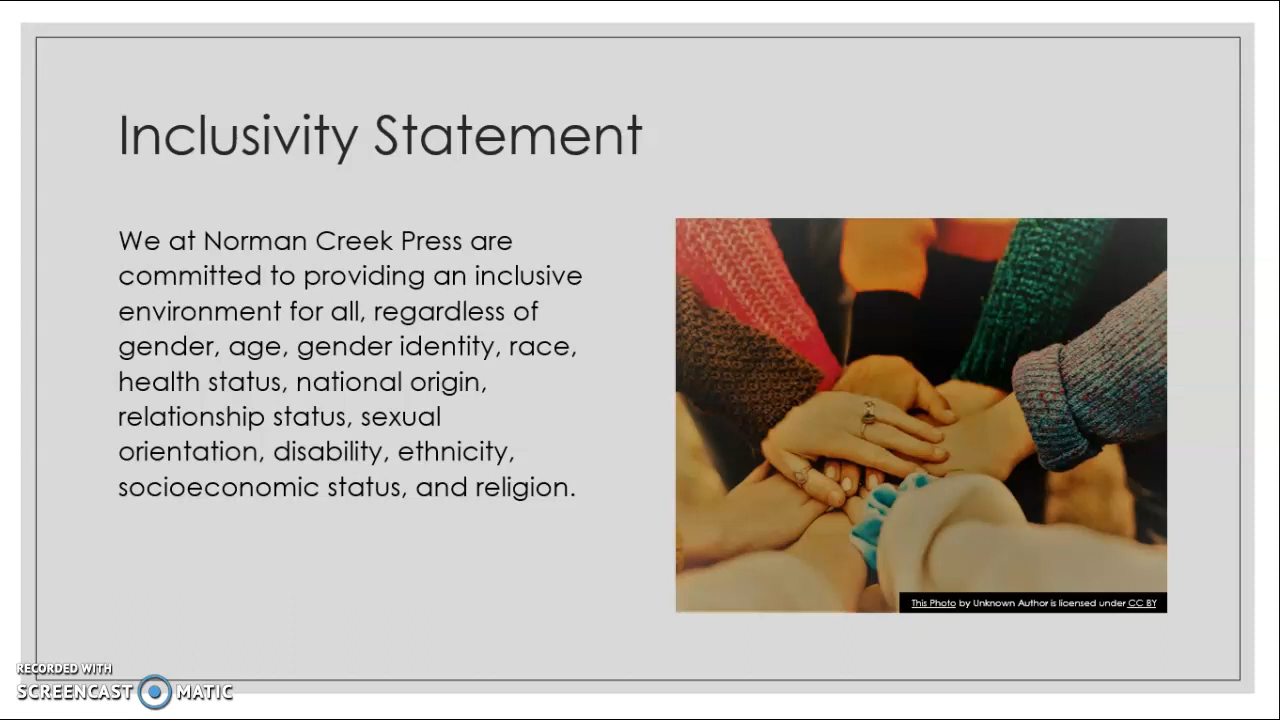 Inclusivity Statement
We at Norman Creek Press are
committed to providing an inclusive
environment for all, regardless of
gender, age, gender identity, race,
health status, national origin,
relationship status, sexual
orientation, disability, ethnicity,
socioeconomic status, and religion.
This Photo by Unknown Author is licensed under CC BY
RECORDED WITH
SCREENCAST MATIC